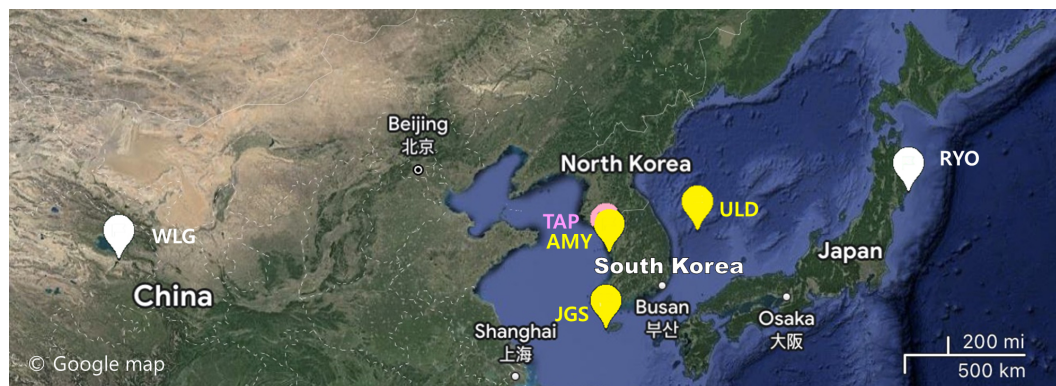 Beijing
北京
North Korea
RYO
TAP
ULD
WLG
AMY
South Korea
Japan
China
JGS
Busan
부산
Osaka
大阪
Shanghai
上海
200 mi
500 km
© Google map